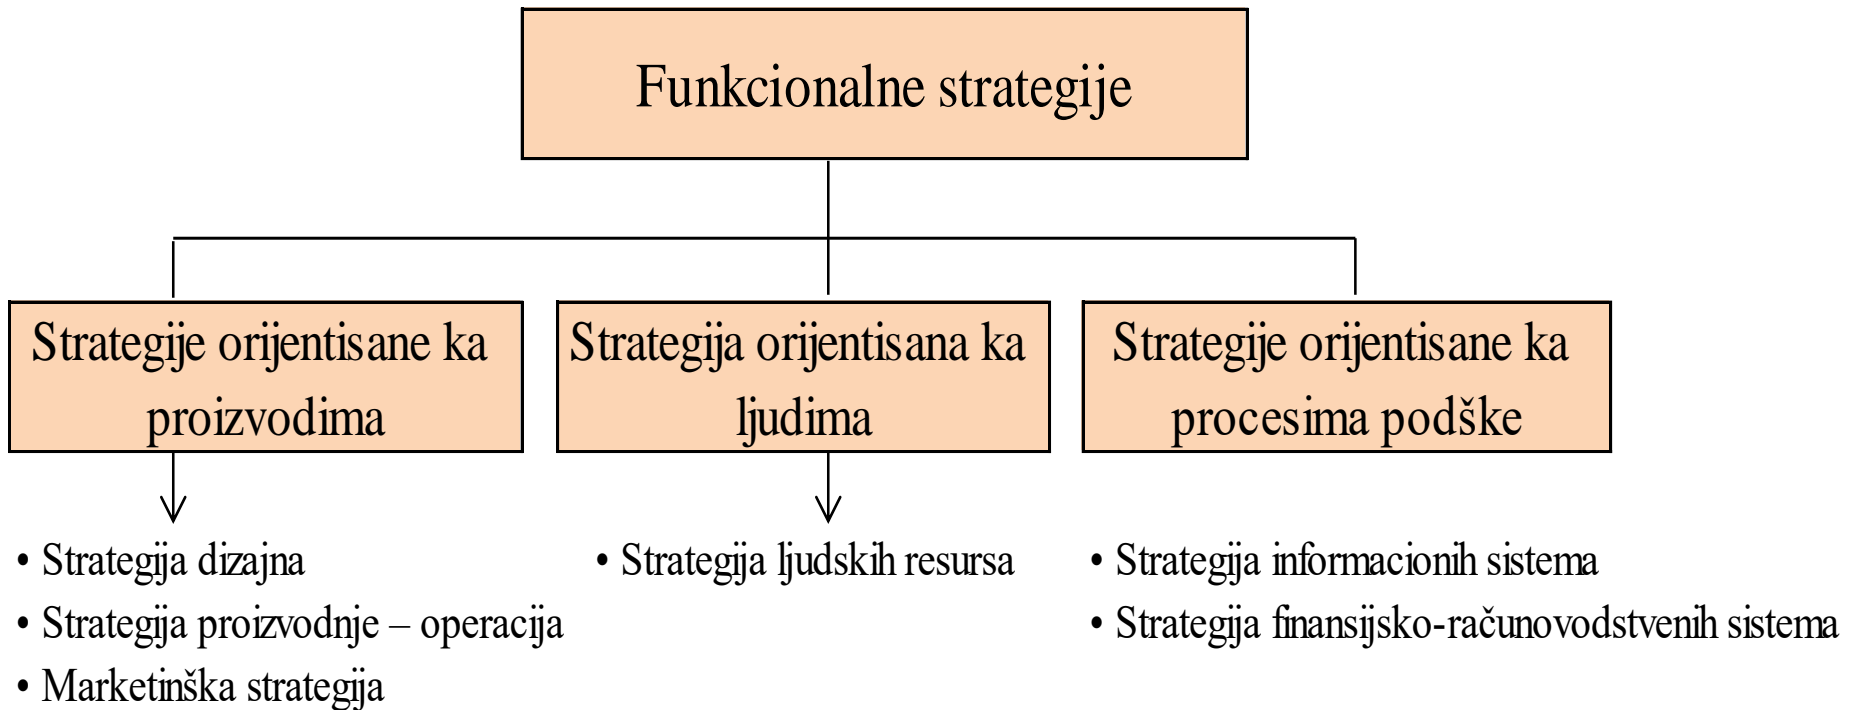 Funkcionalne strategije
Strategije orijentisane ka
proizvodima
Strategija orijentisana ka
ljudima
Strategije orijentisane ka
procesima podške
• Strategija dizajna
• Strategija proizvodnje – operacija
• Marketinška strategija
• Strategija ljudskih resursa
• Strategija informacionih sistema
• Strategija finansijsko-računovodstvenih sistema